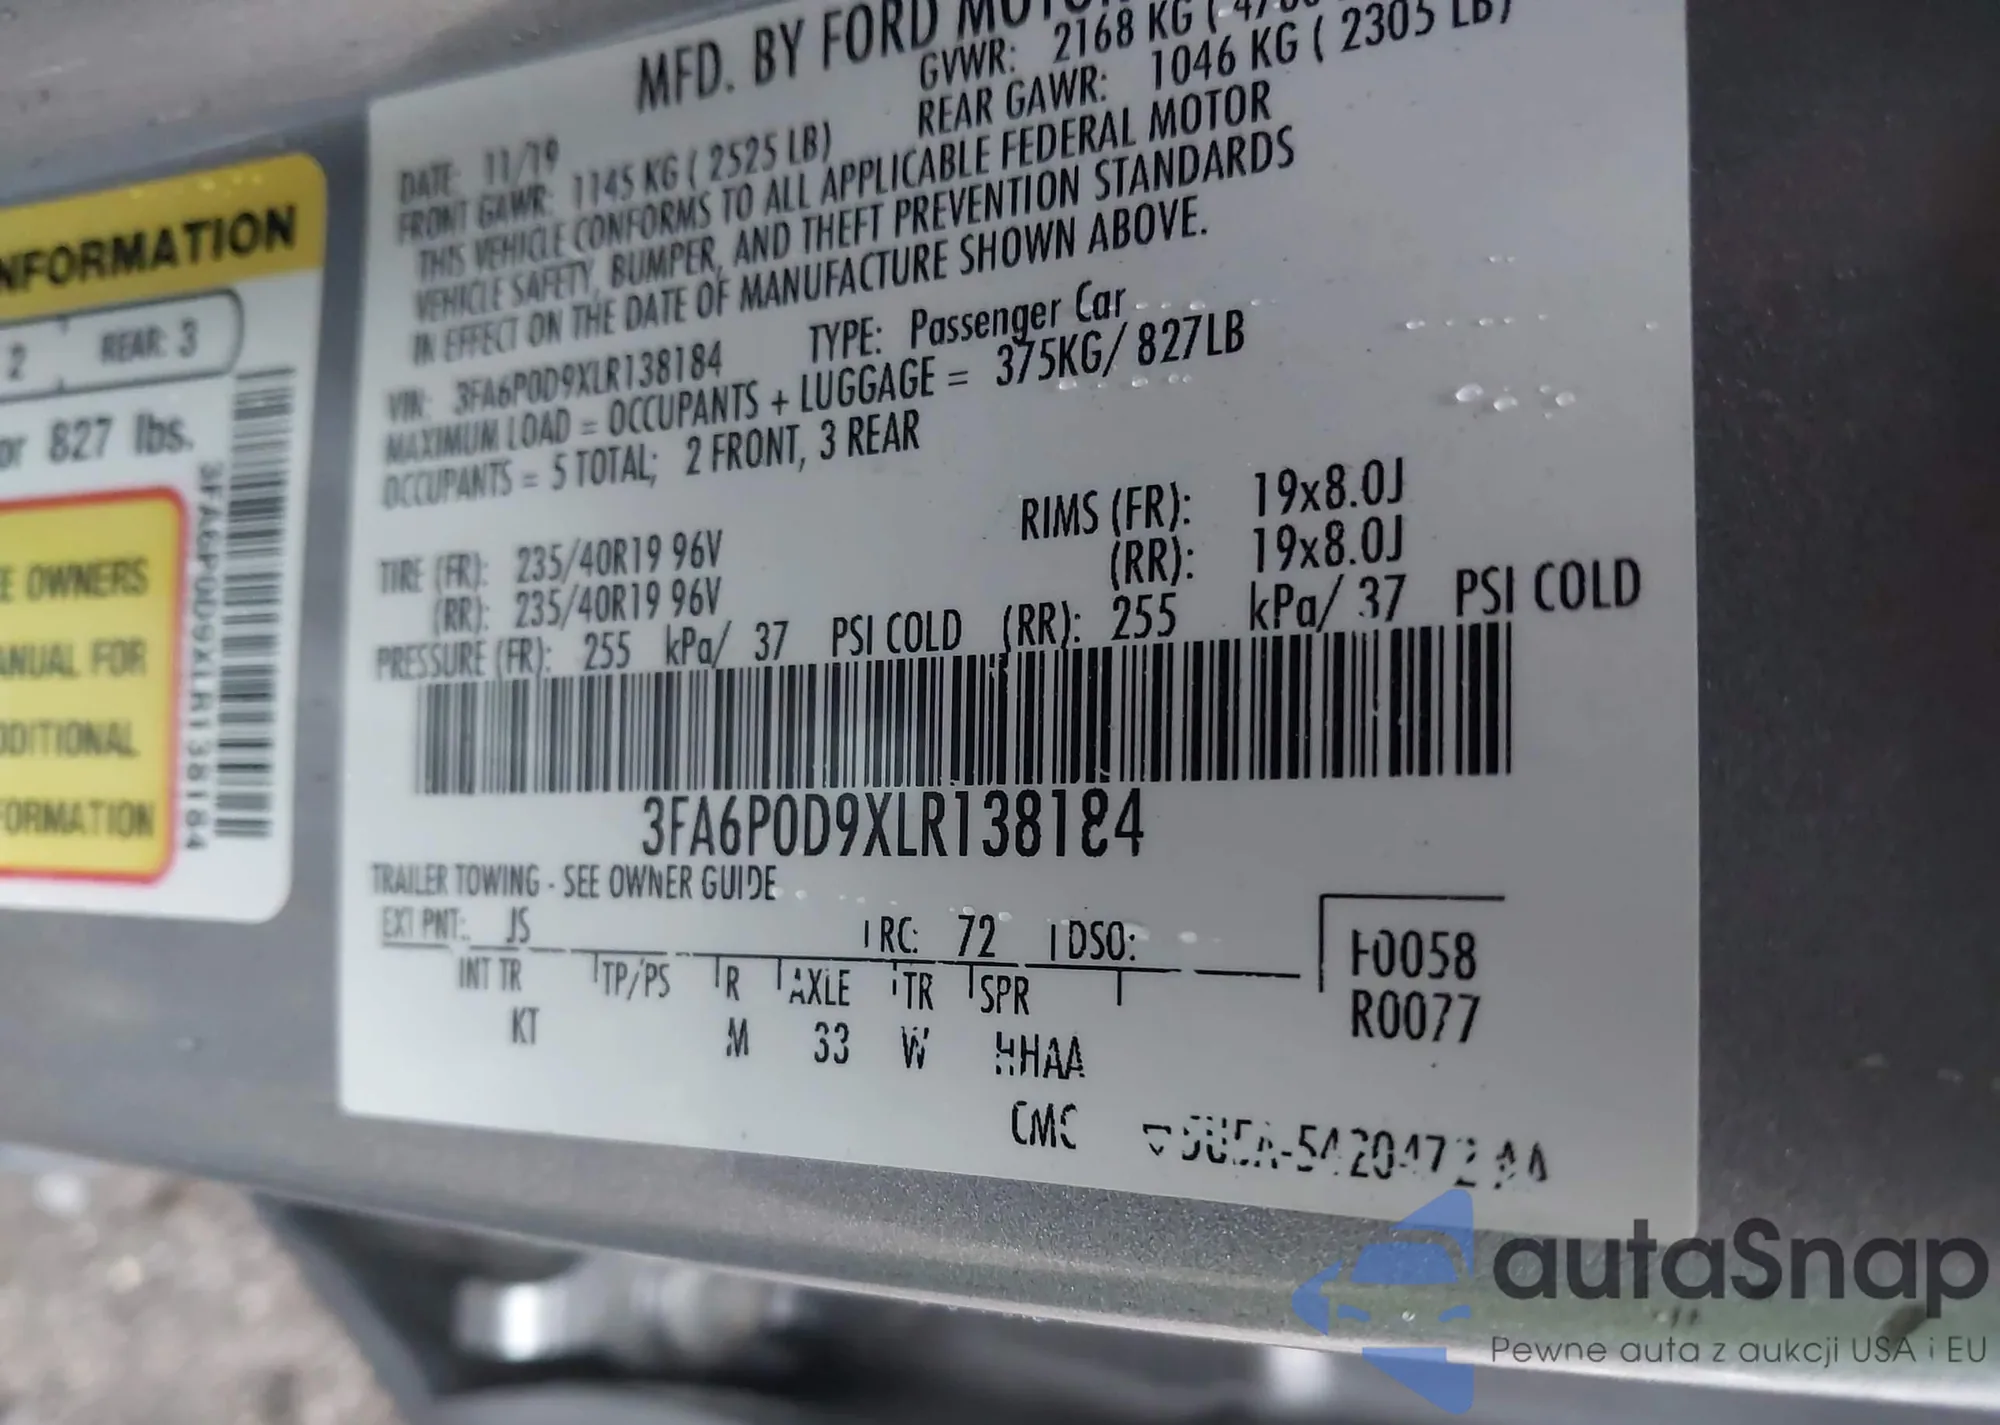 MFD. BY FORD
GVWR: 2168 KG (
DATE: 11/19
FRONT GAWR: 1145 KG ( 2525 LB)
REAR GAWR: 1046 KG ( 2305 LB)
THIS VEHICLE CONFORMS TO ALL APPLICABLE FEDERAL MOTOR
VEHICLE SAFETY, BUMPER, AND THEFT PREVENTION STANDARDS
IN EFFECT ON THE DATE OF MANUFACTURE SHOWN ABOVE.
VIN: 3FA6P0D9XLR138184 TYPE: Passenger Car
MAXIMUM LOAD = OCCUPANTS + LUGGAGE = 375KG/ 827LB
OCCUPANTS = 5 TOTAL; 2 FRONT, 3 REAR
TIRE (FR): 235/40R19 96V RIMS (FR): 19x8.0J
(RR): 235/40R19 96V (RR): 19x8.0J
PRESSURE (FR): 255 kPa/ 37 PSI COLD (RR): 255 kPa/ 37 PSI COLD
3FA6P0D9XLR138184
TRAILER TOWING - SEE OWNER GUIDE
EXT PNT: JS RC: 72 DSO:
INT TR TP/PS R AXLE TR SPR
KT M 33 W HHAA
F0058
R0077
CMC
NFORMATION
2 REAR: 3
or 827 lbs.
E OWNERS
ANUAL FOR
DDITIONAL
FORMATION
3FA6P0D9XLR138184
autaSnap
Pewne auta z aukcji USA i EU